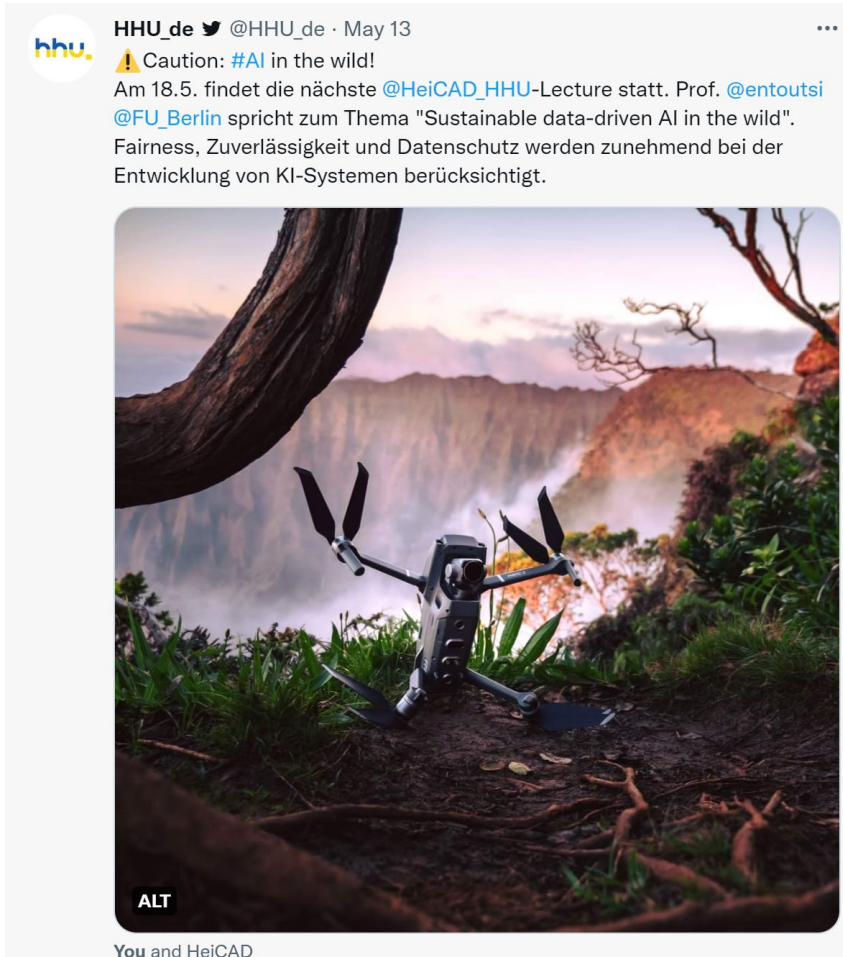 hhu.
HHU_de @HHU_de · May 13
⚠️Caution: #AI in the wild!
Am 18.5. findet die nächste @HeiCAD_HHU-Lecture statt. Prof. @entoutsi
@FU_Berlin spricht zum Thema "Sustainable data-driven AI in the wild".
Fairness, Zuverlässigkeit und Datenschutz werden zunehmend bei der
Entwicklung von KI-Systemen berücksichtigt.
ALT
You and HeiCAD